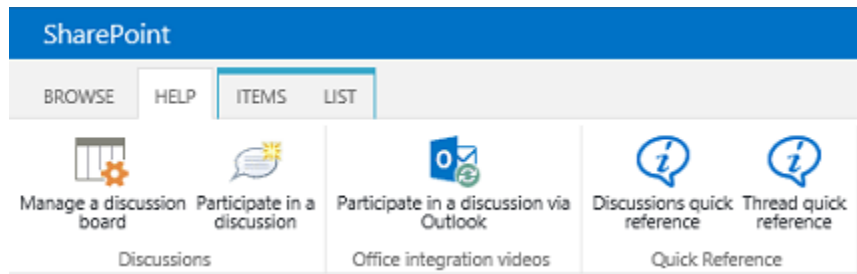 SharePoint
BROWSE HELP ITEMS LIST
Manage a discussion board
Participate in a discussion
Participate in a discussion via Outlook
Discussions quick reference
Thread quick reference
Discussions
Office integration videos
Quick Reference